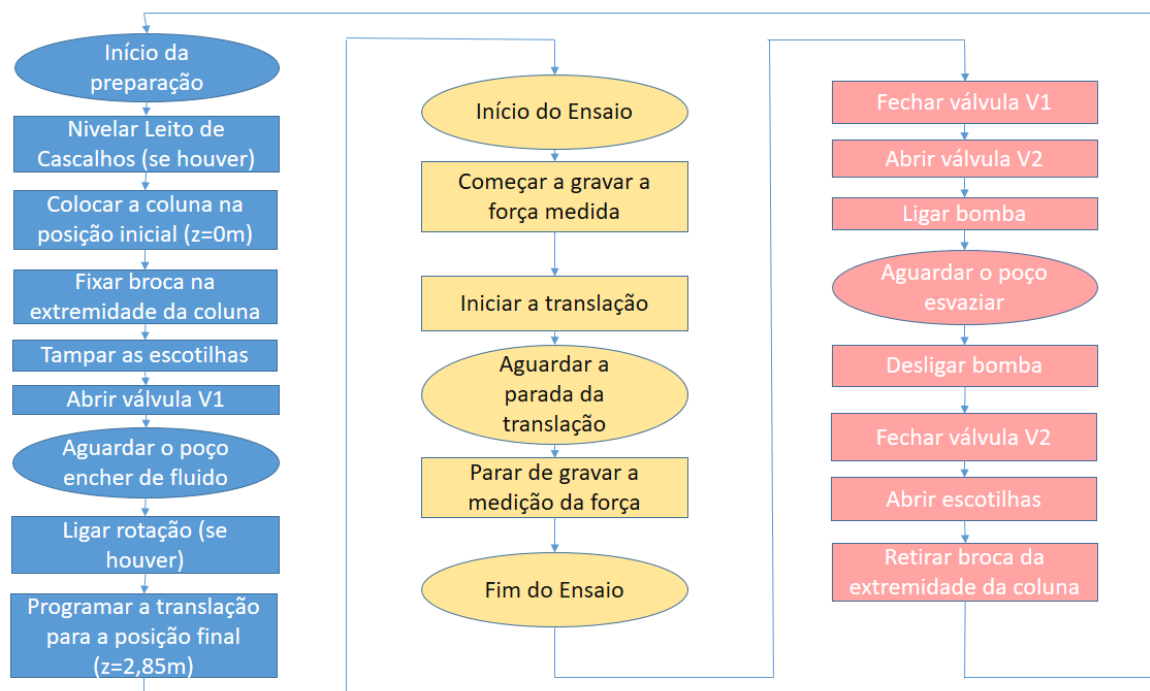 Início da
preparação
Nivelar Leito de
Cascalhos (se houver)
Colocar a coluna na
posição inicial (z=0m)
Fixar broca na
extremidade da coluna
Tampar as escotilhas
Abrir válvula V1
Aguardar o poço
encher de fluido
Ligar rotação (se
houver)
Programar a translação
para a posição final
(z=2,85m)
Início do Ensaio
Começar a gravar a
força medida
Iniciar a translação
Aguardar a
parada da
translação
Parar de gravar a
medição da força
Fim do Ensaio
Fechar válvula V1
Abrir válvula V2
Ligar bomba
Aguardar o poço
esvaziar
Desligar bomba
Fechar válvula V2
Abrir escotilhas
Retirar broca da
extremidade da coluna